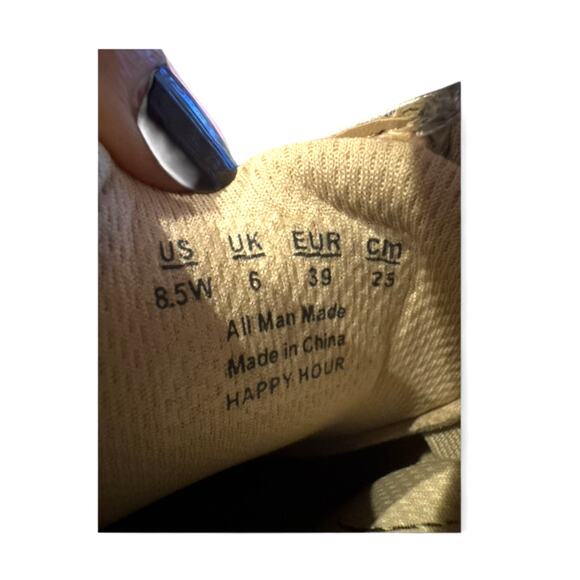 US UK EUR cm
8.5W 6 39 25
All Man Made
Made in China
HAPPY HOUR